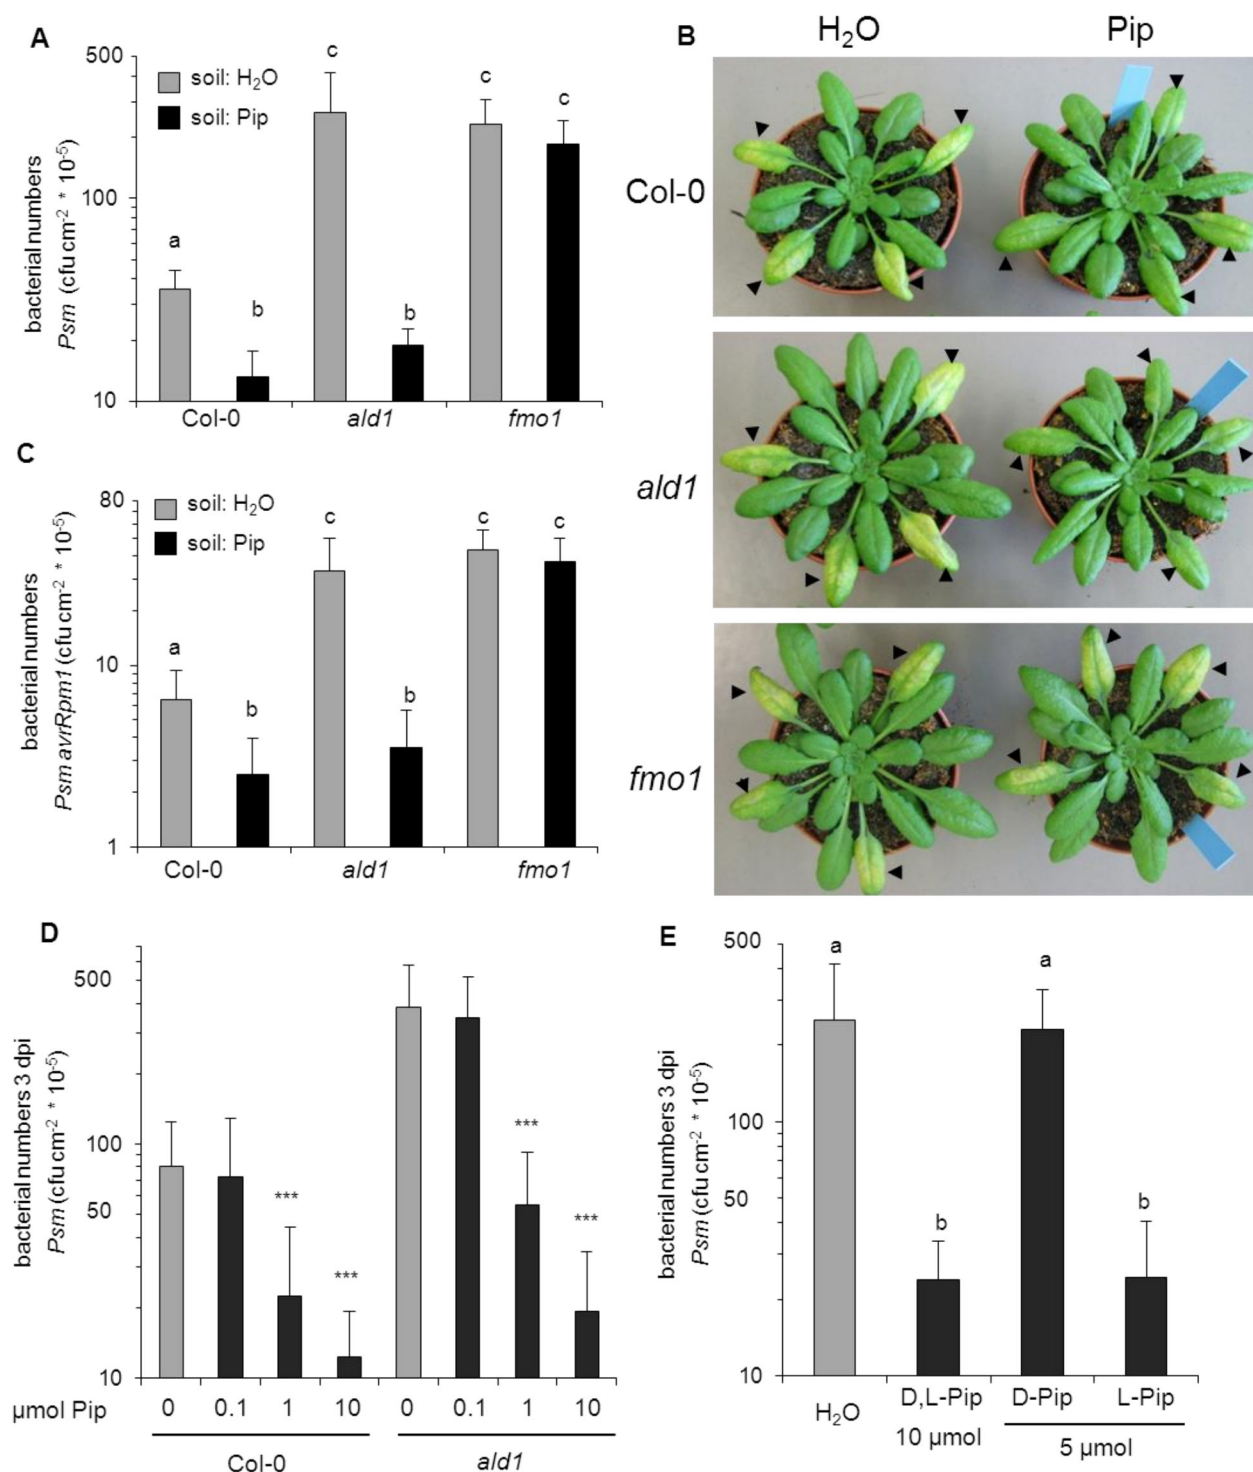 A
500
100
10
bacterial numbers
Psm (cfu cm⁻² * 10⁻⁵)
soil: H₂O
soil: Pip
a
b
c
b
c
c
Col-0
ald1
fmo1
B
H₂O
Pip
Col-0
ald1
fmo1
C
80
10
1
bacterial numbers
Psm avrRpm1 (cfu cm⁻² * 10⁻⁵)
soil: H₂O
soil: Pip
a
b
c
b
c
c
Col-0
ald1
fmo1
D
500
100
50
10
bacterial numbers 3 dpi
Psm (cfu cm⁻² * 10⁻⁵)
***
***
***
***
µmol Pip 0 0.1 1 10 0 0.1 1 10
Col-0 ald1
E
500
100
50
10
bacterial numbers 3 dpi
Psm (cfu cm⁻² * 10⁻⁵)
a
b
a
b
H₂O D,L-Pip D-Pip L-Pip
10 µmol 5 µmol